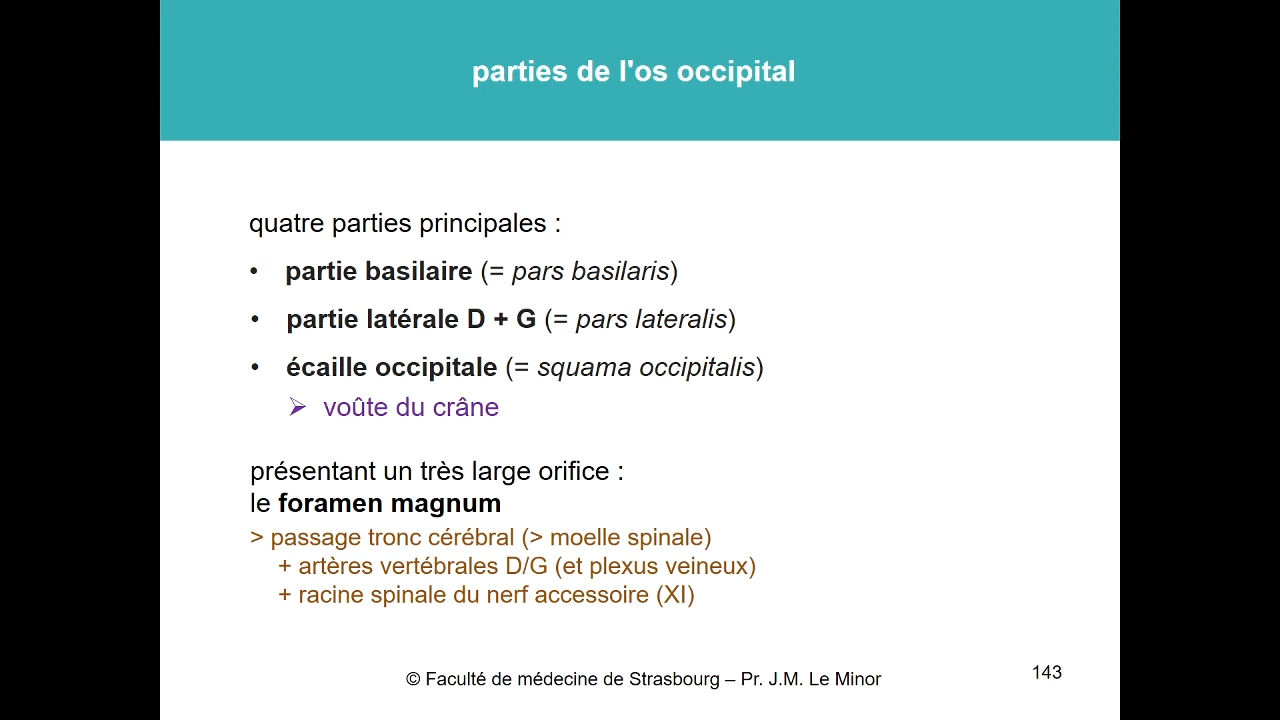 parties de l'os occipital
quatre parties principales :
• partie basilaire (= pars basilaris)
• partie latérale D + G (= pars lateralis)
• écaille occipitale (= squama occipitalis)
➢ voûte du crâne
présentant un très large orifice :
le foramen magnum
> passage tronc cérébral (> moelle spinale)
+ artères vertébrales D/G (et plexus veineux)
+ racine spinale du nerf accessoire (XI)
© Faculté de médecine de Strasbourg – Pr. J.M. Le Minor
143